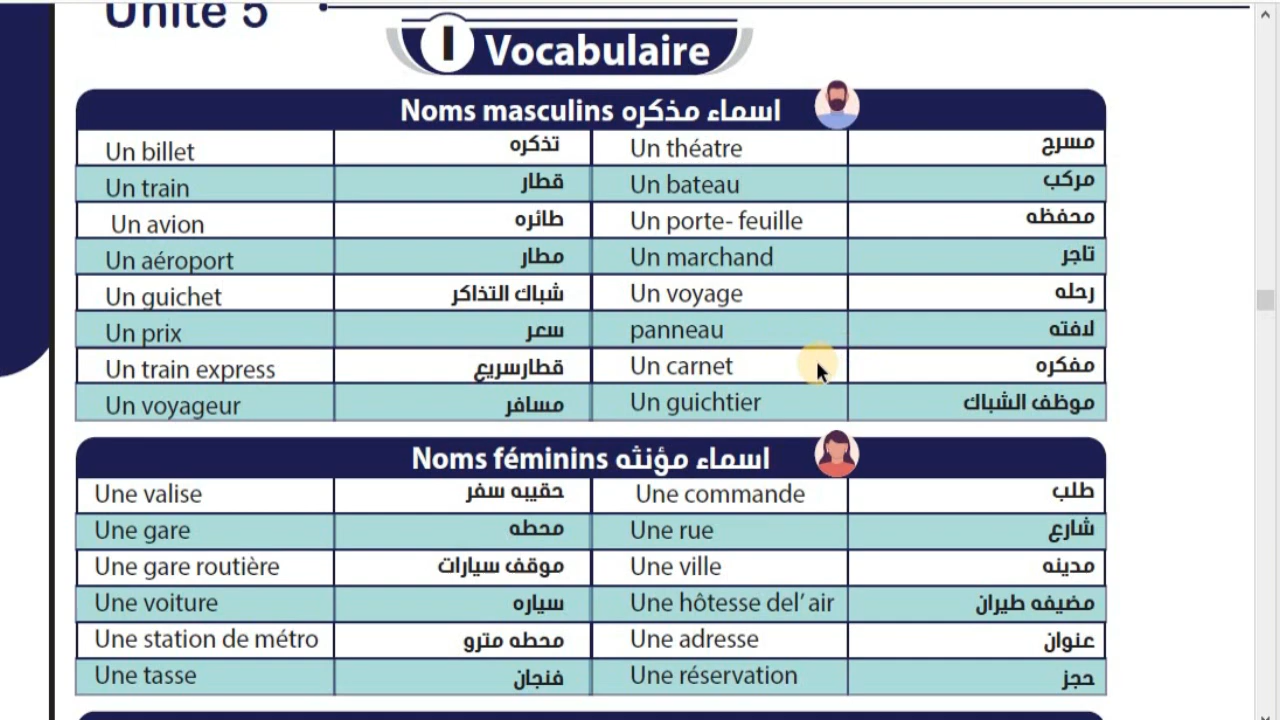 Unité 5
I Vocabulaire
Noms masculins اسماء مذكره
Un billet تذكره Un théatre مسرح
Un train قطار Un bateau مركب
Un avion طائره Un porte- feuille محفظه
Un aéroport مطار Un marchand تاجر
Un guichet شباك التذاكر Un voyage رحله
Un prix سعر panneau لافته
Un train express قطارسريع Un carnet مفكره
Un voyageur مسافر Un guichtier موظف الشباك
Noms féminins اسماء مؤنثه
Une valise حقيبه سفر Une commande طلب
Une gare محطه Une rue شارع
Une gare routière موقف سيارات Une ville مدينه
Une voiture سياره Une hôtesse del’ air مضيفه طيران
Une station de métro محطه مترو Une adresse عنوان
Une tasse فنجان Une réservation حجز